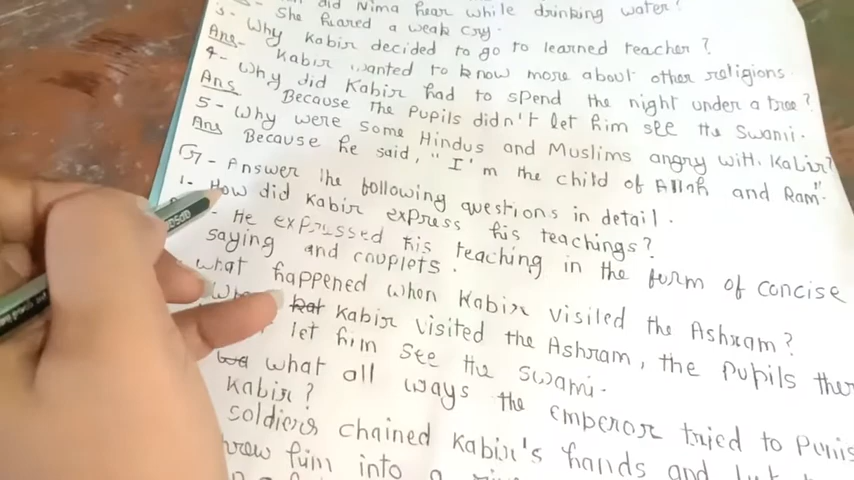 did Nima hear while drinking water?
She heared a weak cry.
3- Why Kabir decided to go to learned teacher?
Ans- Kabir wanted to know more about other religions.
4- Why did Kabir had to spend the night under a tree?
Ans Because the pupils didn't let him see the Swami.
5- Why were some Hindus and Muslims angry with Kabir?
Ans Because he said, "I'm the child of Allah and Ram".
G- Answer the following questions in detail.
1- How did Kabir express his teachings?
- He expressed his teaching in the form of concise
saying and couplets.
what happened when Kabir visited the Ashram?
Kabir visited the Ashram, the pupils ther
let him see the swami.
what all ways the emperor tried to Punis
Kabir?
soldiers chained Kabir's hands and
hrew him into a